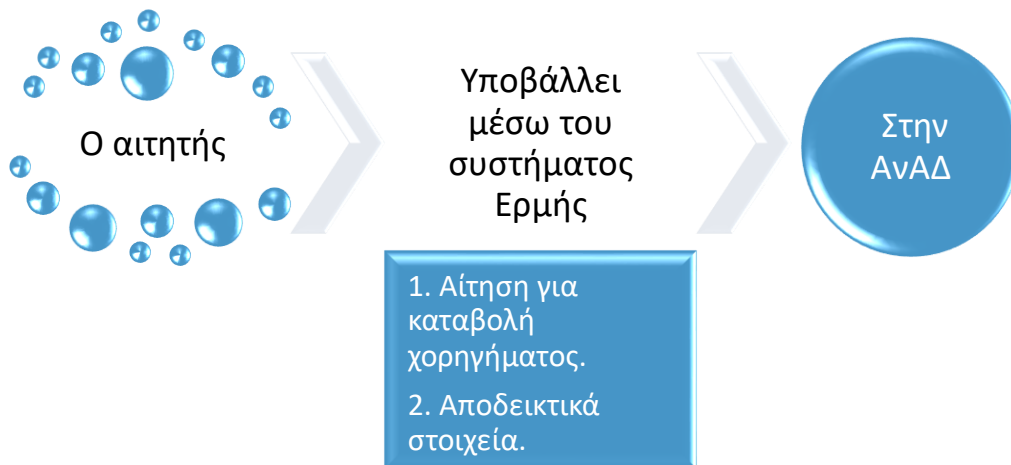 Ο αιτητής
Υποβάλλει
μέσω του
συστήματος
Ερμής
1. Αίτηση για
καταβολή
χορηγήματος.
2. Αποδεικτικά
στοιχεία.
Στην
ΑνΑΔ